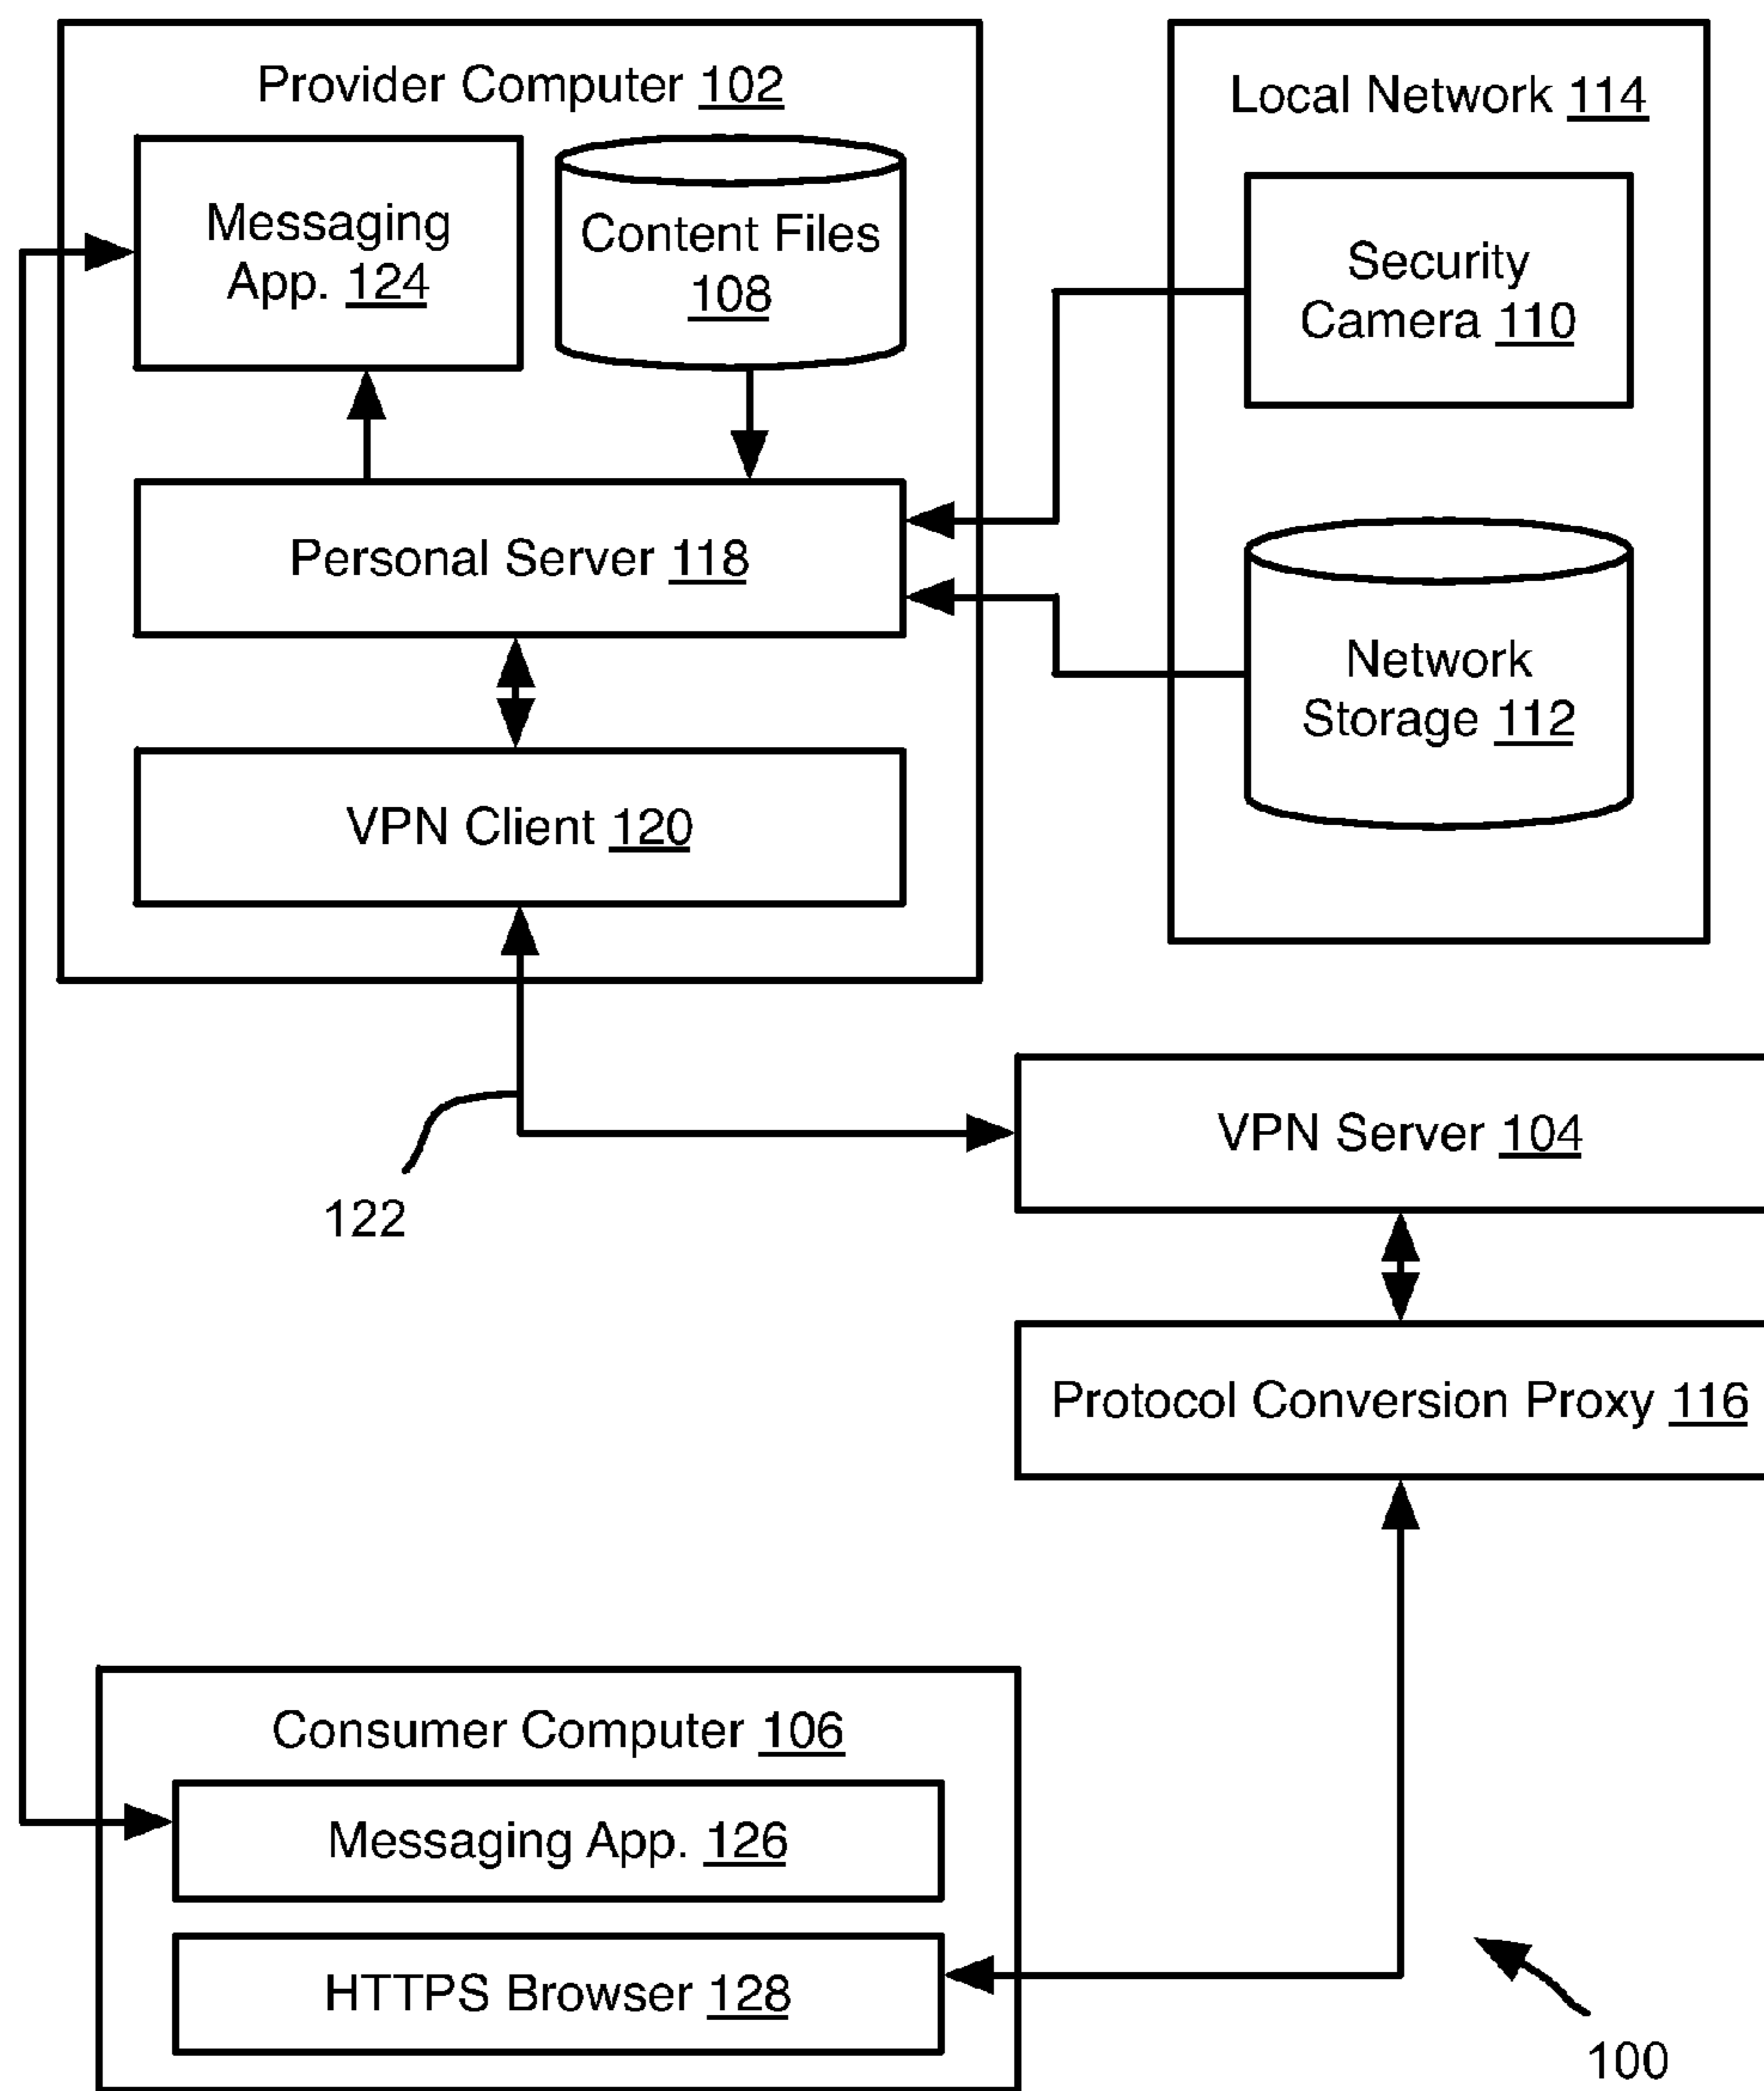 Provider Computer 102
Messaging
App. 124
Content Files
108
Personal Server 118
VPN Client 120
Local Network 114
Security
Camera 110
Network
Storage 112
122
VPN Server 104
Protocol Conversion Proxy 116
Consumer Computer 106
Messaging App. 126
HTTPS Browser 128
100